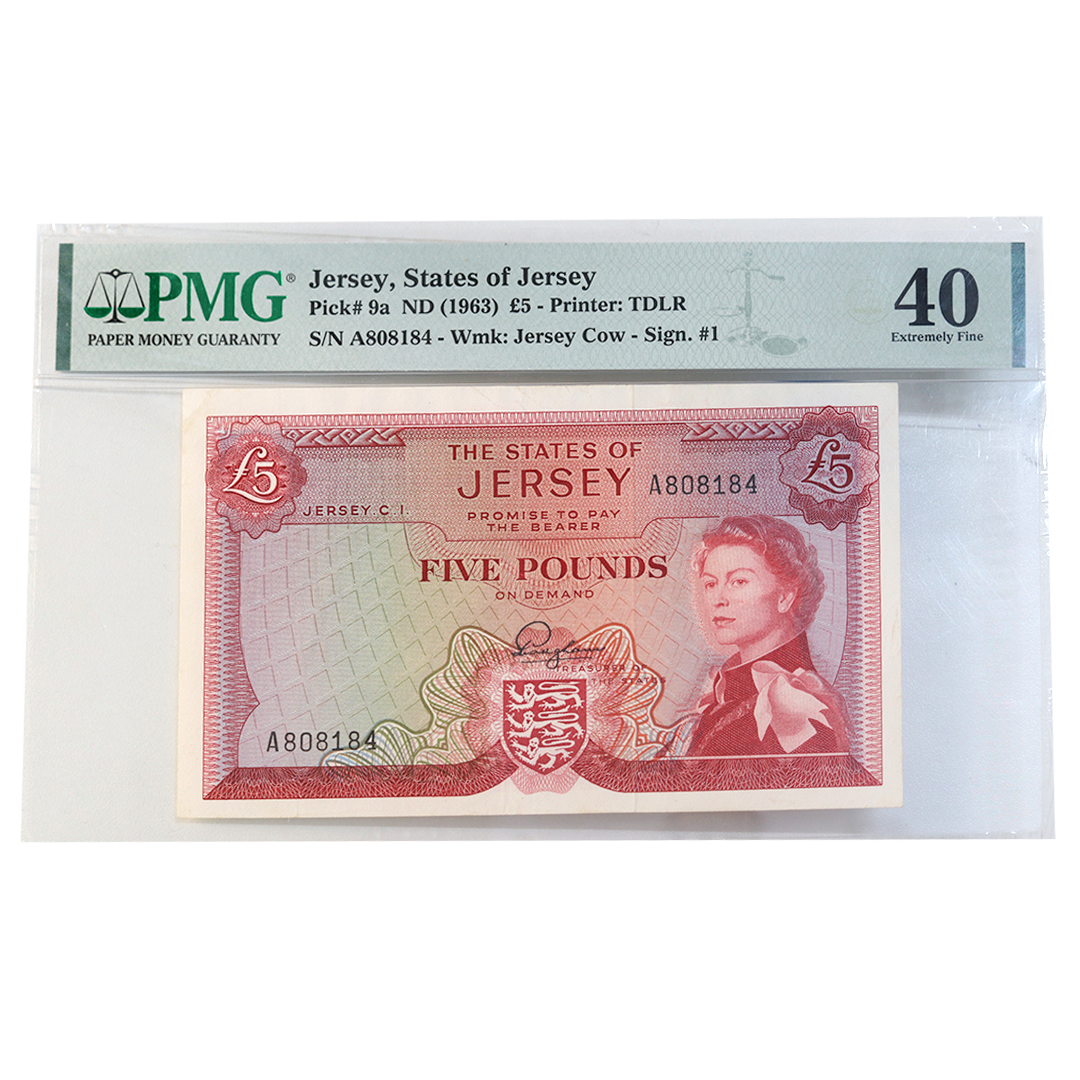 PMG®
PAPER MONEY GUARANTY
Jersey, States of Jersey
Pick# 9a ND (1963) £5 - Printer: TDLR
S/N A808184 - Wmk: Jersey Cow - Sign. #1
40
Extremely Fine
£5
THE STATES OF
JERSEY
A808184
£5
JERSEY. C.I.
PROMISE TO PAY
THE BEARER
FIVE POUNDS
ON DEMAND
TREASURER OF
THE STATES
A808184